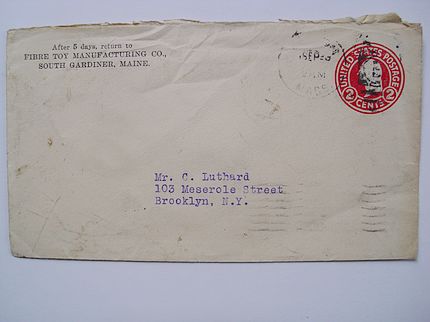 After 5 days, return to
FIBRE TOY MANUFACTURING CO.,
SOUTH GARDINER, MAINE.
UNITED STATES POSTAGE
2 CENTS 2
Mr. C. Luthard
103 Meserole Street
Brooklyn, N.Y.